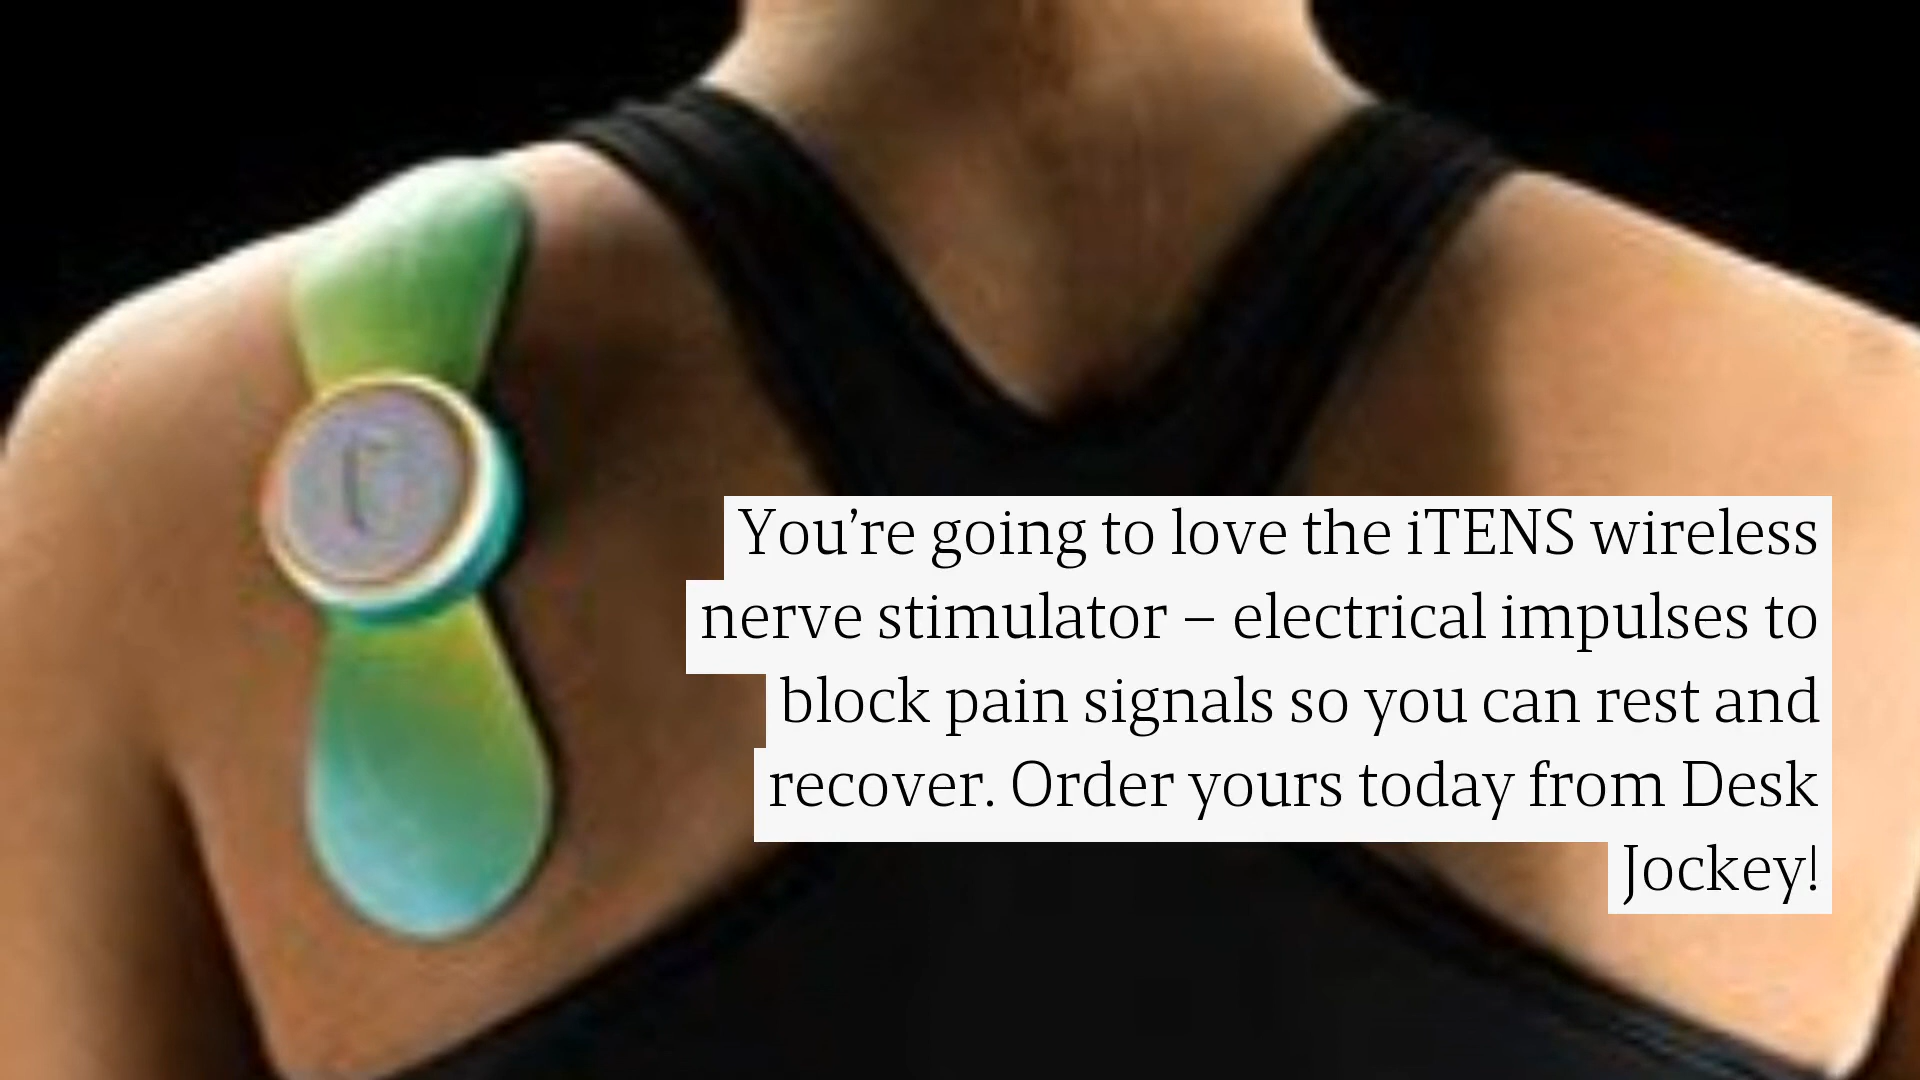 You’re going to love the iTENS wireless
nerve stimulator – electrical impulses to
block pain signals so you can rest and
recover. Order yours today from Desk
Jockey!